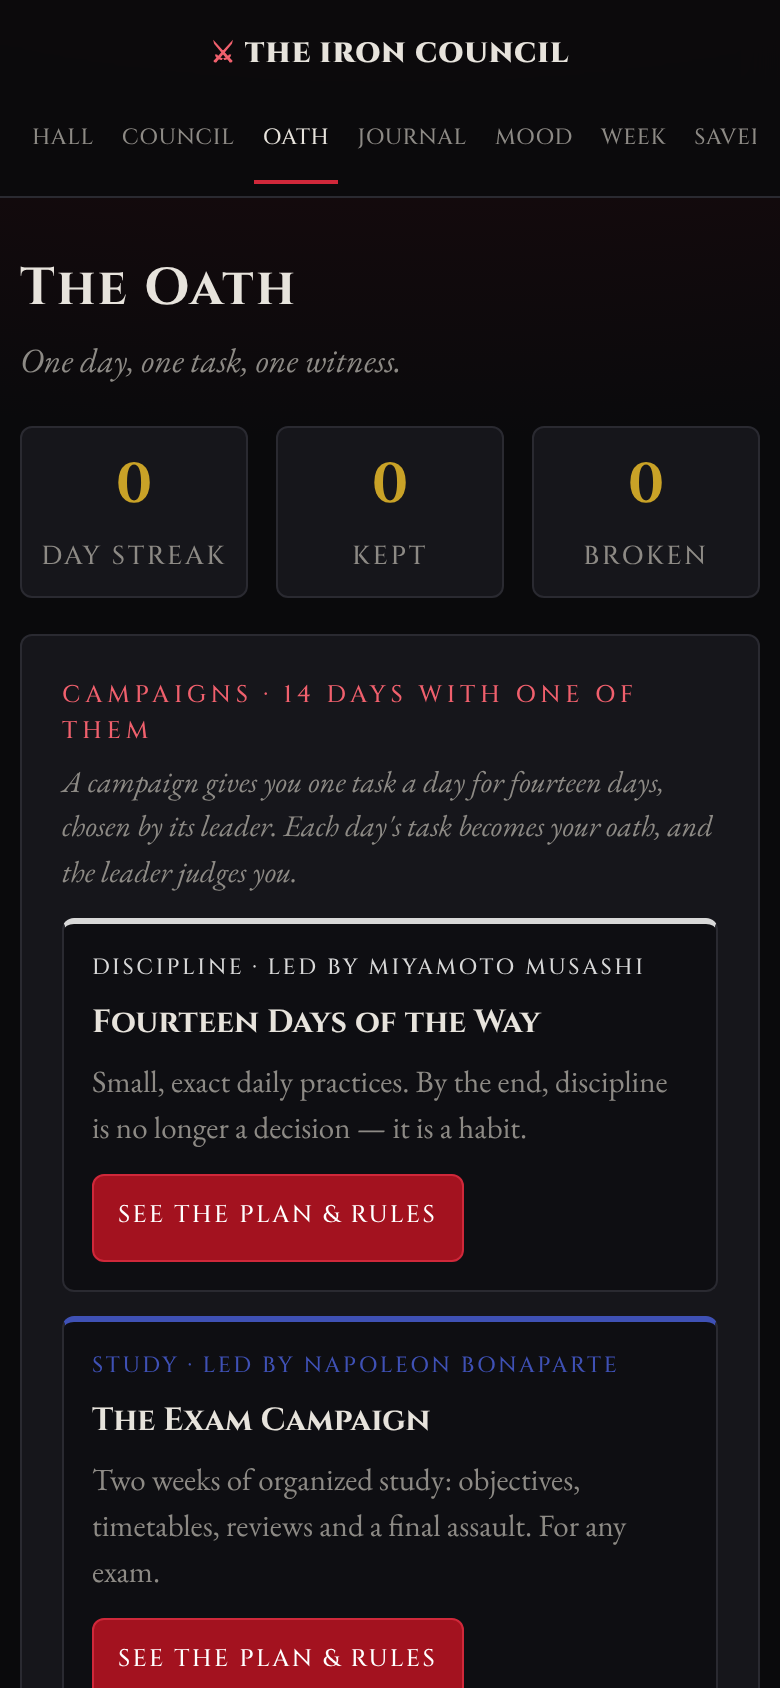 ⚔ THE IRON COUNCIL
HALL COUNCIL OATH JOURNAL MOOD WEEK
The Oath
One day, one task, one witness.
0 0 0
DAY STREAK KEPT BROKEN
CAMPAIGNS · 14 DAYS WITH ONE OF
THEM
A campaign gives you one task a day for fourteen days,
chosen by its leader. Each day's task becomes your oath, and
the leader judges you.
DISCIPLINE · LED BY MIYAMOTO MUSASHI
Fourteen Days of the Way
Small, exact daily practices. By the end, discipline
is no longer a decision — it is a habit.
SEE THE PLAN & RULES
STUDY · LED BY NAPOLEON BONAPARTE
The Exam Campaign
Two weeks of organized study: objectives,
timetables, reviews and a final assault. For any
exam.
SEE THE PLAN & RULES